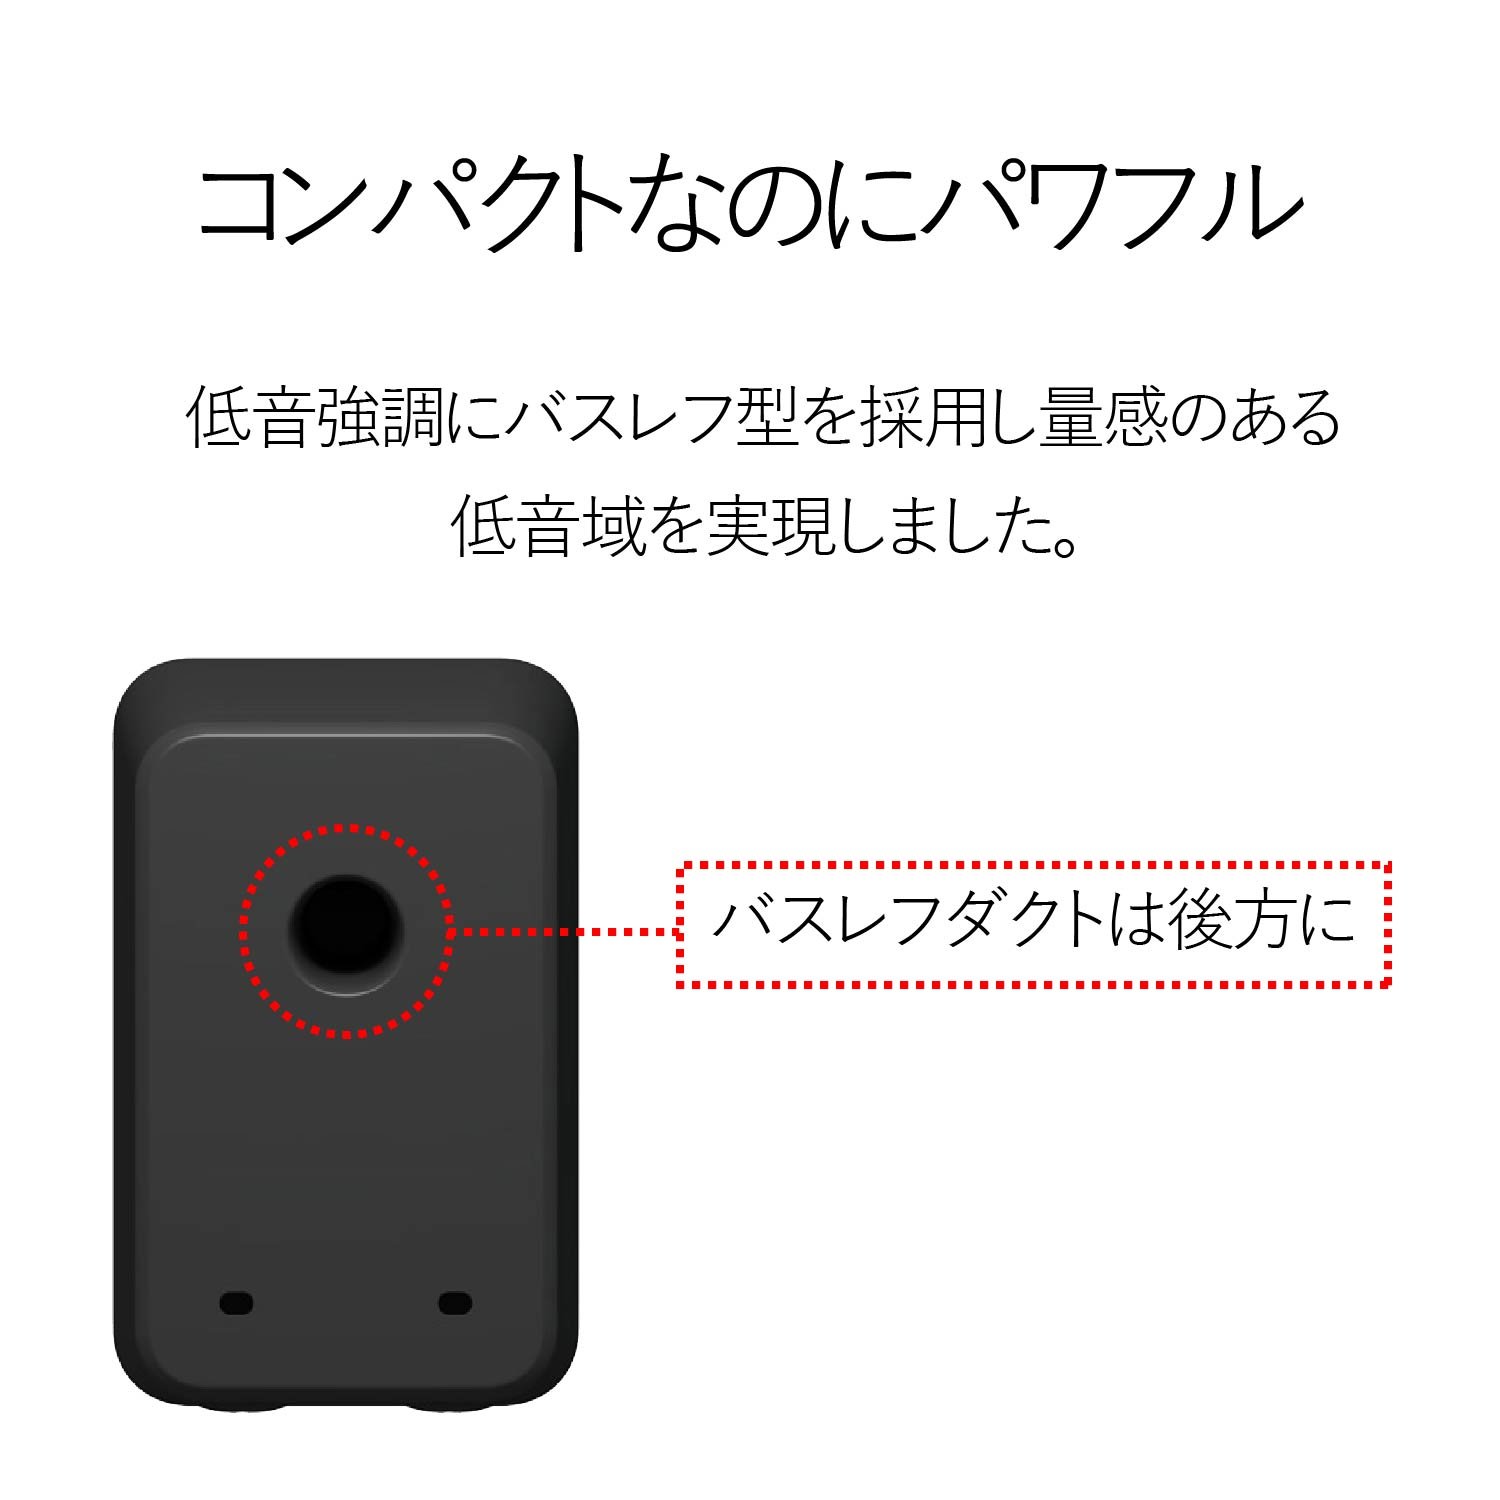 コンパクトなのにパワフル
低音強調にバスレフ型を採用し量感のある
低音域を実現しました。
バスレフダクトは後方に